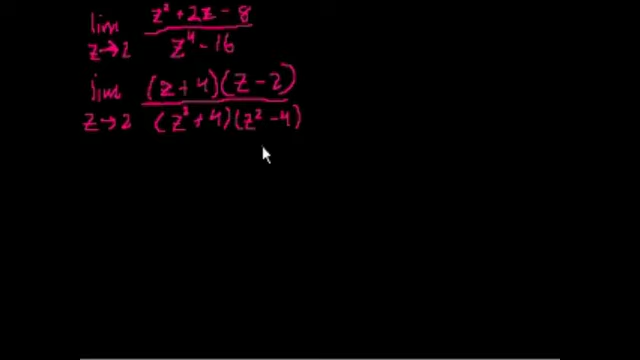 lim z→2 (z² + 2z - 8) / (z⁴ - 16)
lim z→2 (z + 4)(z - 2) / (z² + 4)(z² - 4)